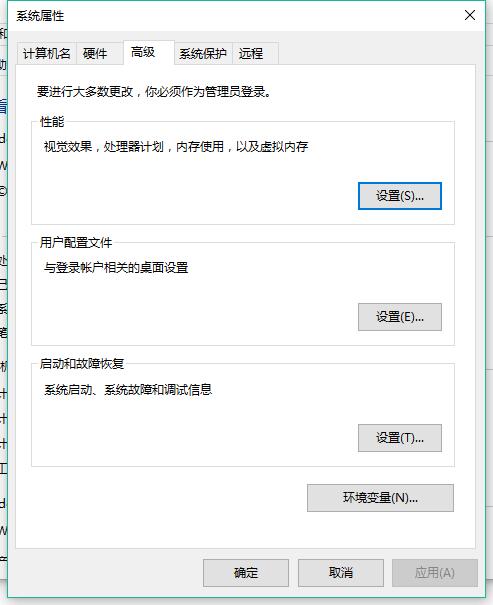 系统属性
计算机名 硬件 高级 系统保护 远程
要进行大多数更改，你必须作为管理员登录。
性能
视觉效果，处理器计划，内存使用，以及虚拟内存
设置(S)...
用户配置文件
与登录帐户相关的桌面设置
设置(E)...
启动和故障恢复
系统启动、系统故障和调试信息
设置(T)...
环境变量(N)...
确定 取消 应用(A)